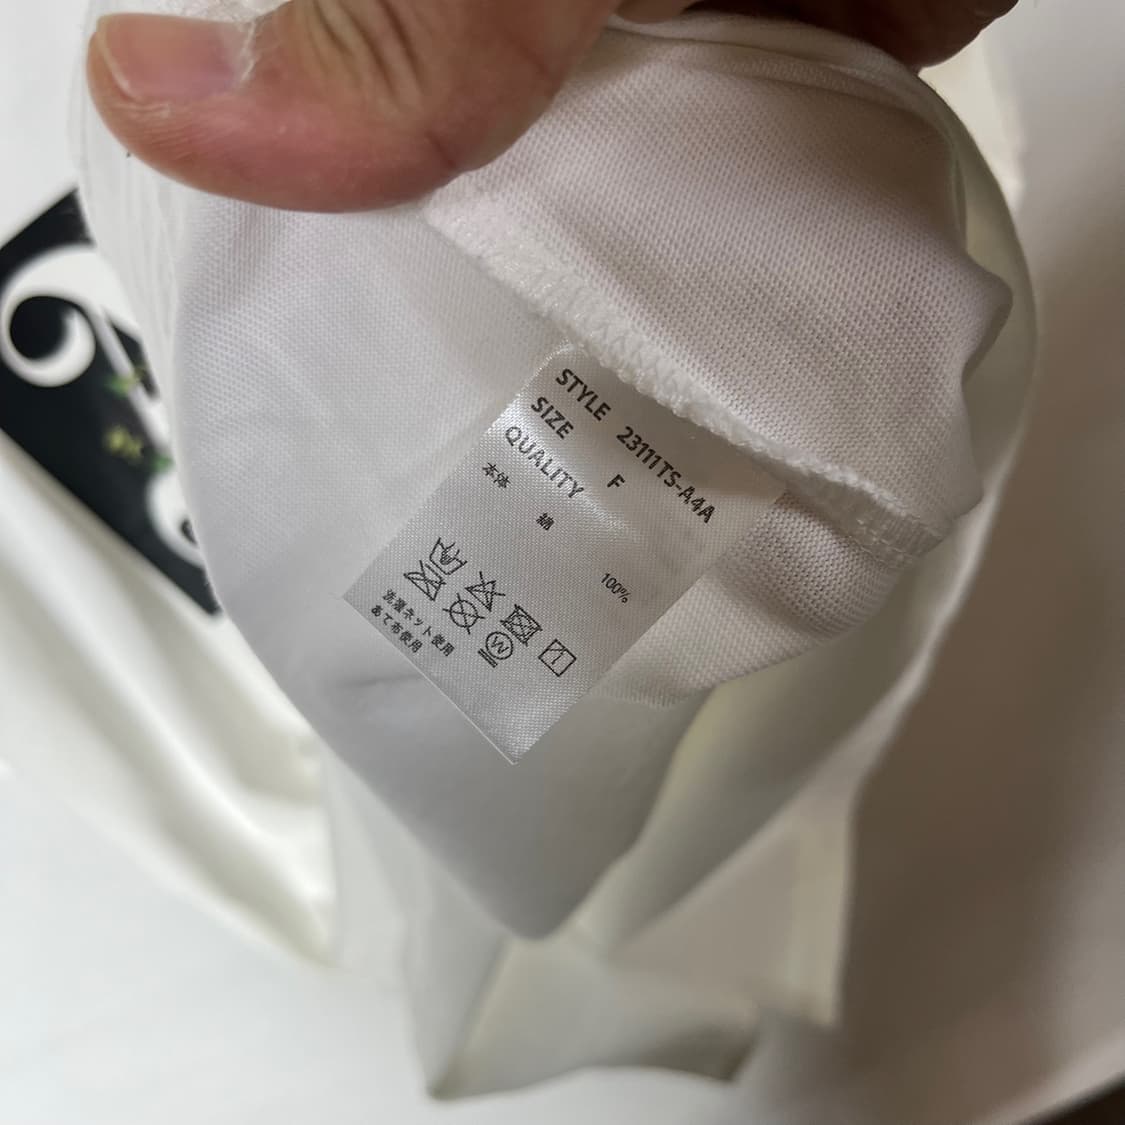 STYLE 23111TS-A4A
SIZE F
QUALITY
本体 綿 100%
洗濯ネット使用
あて布使用